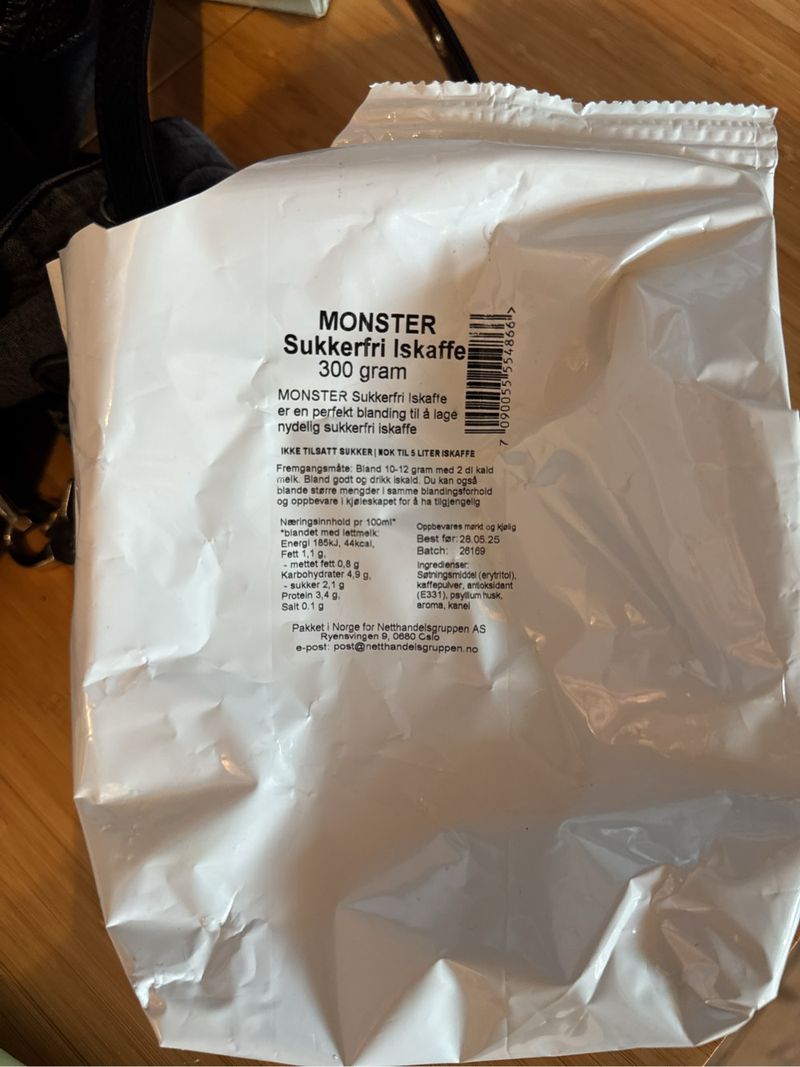 MONSTER
Sukkerfri Iskaffe
300 gram
MONSTER Sukkerfri Iskaffe
er en perfekt blanding til å lage
nydelig sukkerfri iskaffe
7 090055 554866 >
IKKE TILSATT SUKKER | NOK TIL 5 LITER ISKAFFE
Fremgangsmåte: Bland 10-12 gram med 2 dl kald
melk. Bland godt og drikk iskald. Du kan også
blande større mengder i samme blandingsforhold
og oppbevare i kjøleskapet for å ha tilgjengelig
Næringsinnhold pr 100ml*
*blandet med lettmelk:
Energi 185kJ, 44kcal,
Fett 1,1 g,
- mettet fett 0,8 g
Karbohydrater 4,9 g,
- sukker 2,1 g
Protein 3,4 g,
Salt 0.1 g
Oppbevares mørkt og kjølig
Best før: 28.05.25
Batch: 26169
Ingredienser:
Søtningsmiddel (erytritol),
kaffepulver, antioksidant
(E331), psyllium husk,
aroma, kanel
Pakket i Norge for Netthandelsgruppen AS
Ryensvingen 9, 0680 Oslo
e-post: post@netthandelsgruppen.no